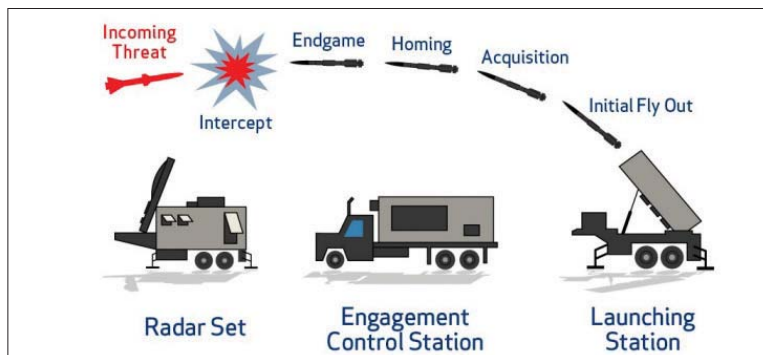 Incoming
Threat
Intercept
Endgame
Homing
Acquisition
Initial Fly Out
Radar Set
Engagement
Control Station
Launching
Station